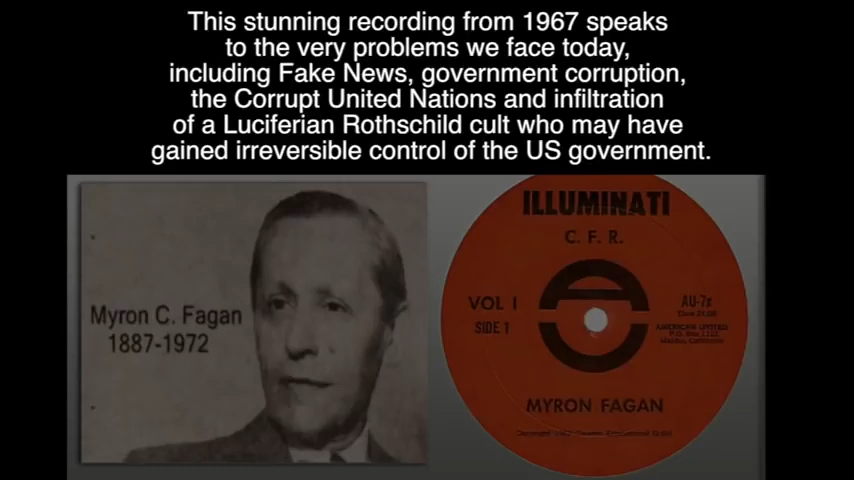 This stunning recording from 1967 speaks
to the very problems we face today,
including Fake News, government corruption,
the Corrupt United Nations and infiltration
of a Luciferian Rothschild cult who may have
gained irreversible control of the US government.
Myron C. Fagan
1887-1972
ILLUMINATI
C. F. R.
VOL I
SIDE 1
AU-7x
MYRON FAGAN